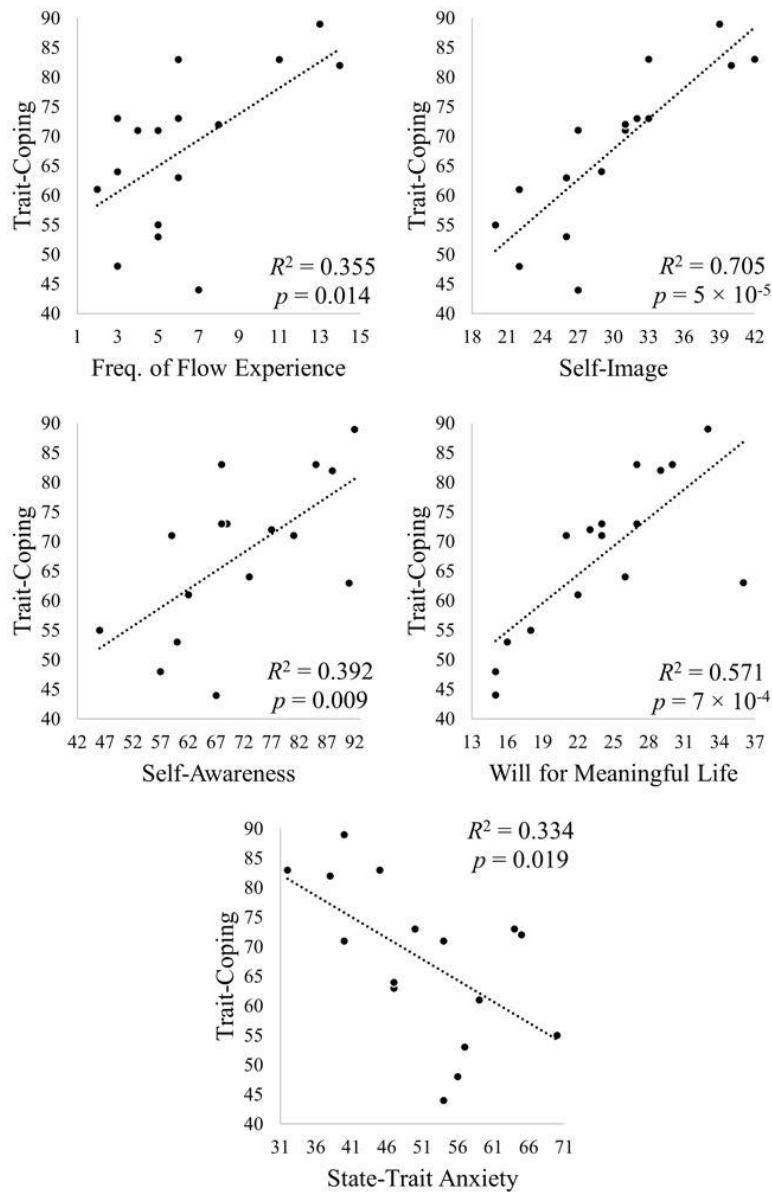 90
85
80
75
70
65
60
55
50
45
40
Trait-Coping
R² = 0.355
p = 0.014
1 3 5 7 9 11 13 15
Freq. of Flow Experience
90
85
80
75
70
65
60
55
50
45
40
Trait-Coping
R² = 0.705
p = 5 × 10⁻⁵
18 21 24 27 30 33 36 39 42
Self-Image
90
85
80
75
70
65
60
55
50
45
40
Trait-Coping
R² = 0.392
p = 0.009
42 47 52 57 62 67 72 77 82 87 92
Self-Awareness
90
85
80
75
70
65
60
55
50
45
40
Trait-Coping
R² = 0.571
p = 7 × 10⁻⁴
13 16 19 22 25 28 31 34 37
Will for Meaningful Life
R² = 0.334
p = 0.019
90
85
80
75
70
65
60
55
50
45
40
Trait-Coping
31 36 41 46 51 56 61 66 71
State-Trait Anxiety